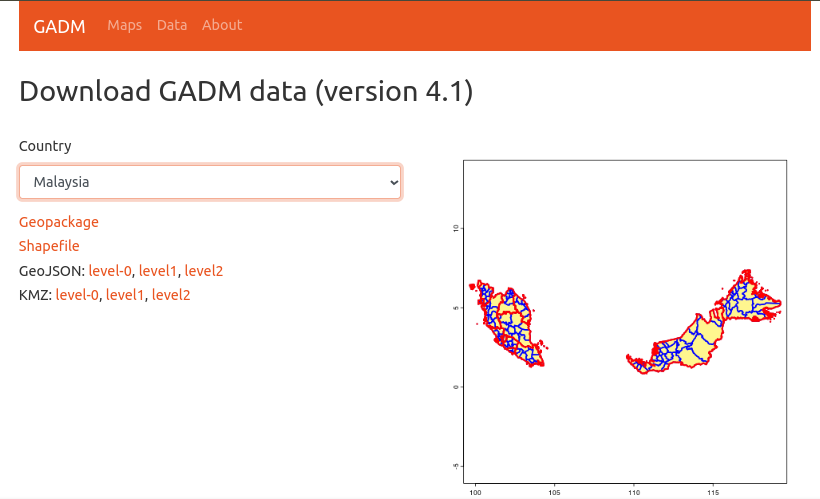 GADM Maps Data About
Download GADM data (version 4.1)
Country
Malaysia
Geopackage
Shapefile
GeoJSON: level-0, level1, level2
KMZ: level-0, level1, level2
10
5
0
-5
100 105 110 115